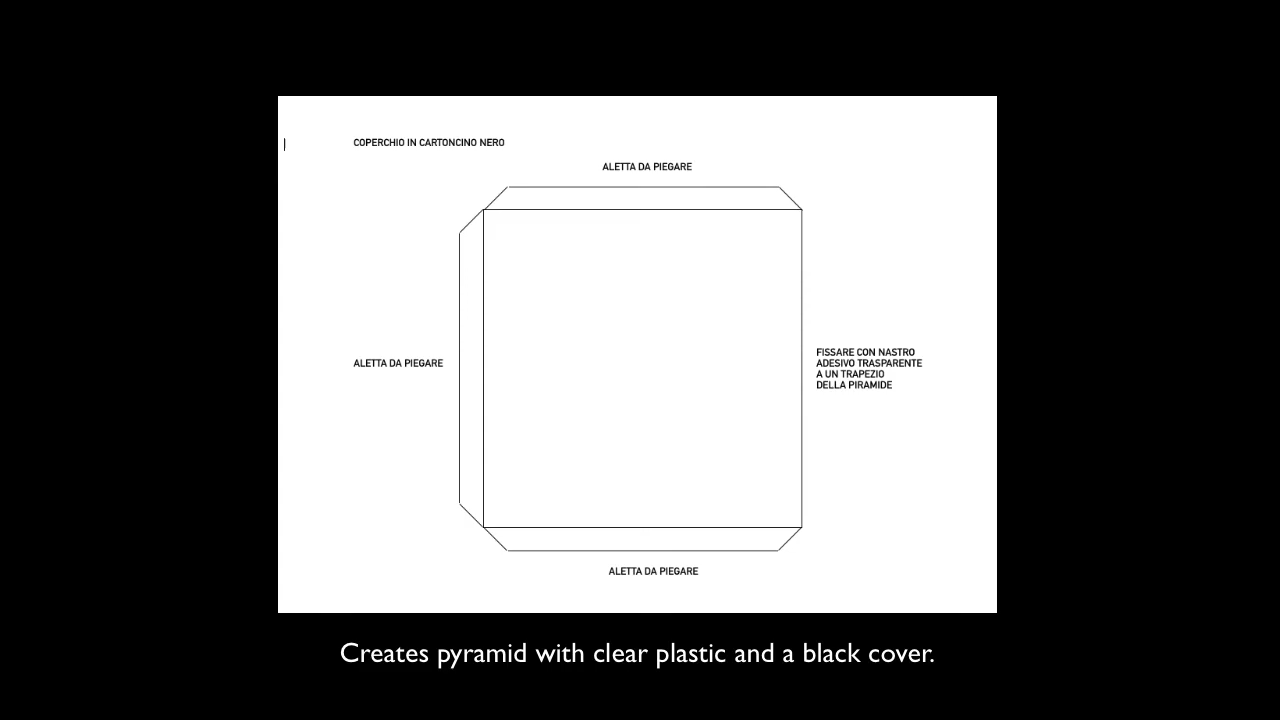 COPERCHIO IN CARTONCINO NERO
ALETTA DA PIEGARE
ALETTA DA PIEGARE
FISSARE CON NASTRO
ADESIVO TRASPARENTE
A UN TRAPEZIO
DELLA PIRAMIDE
ALETTA DA PIEGARE
Creates pyramid with clear plastic and a black cover.